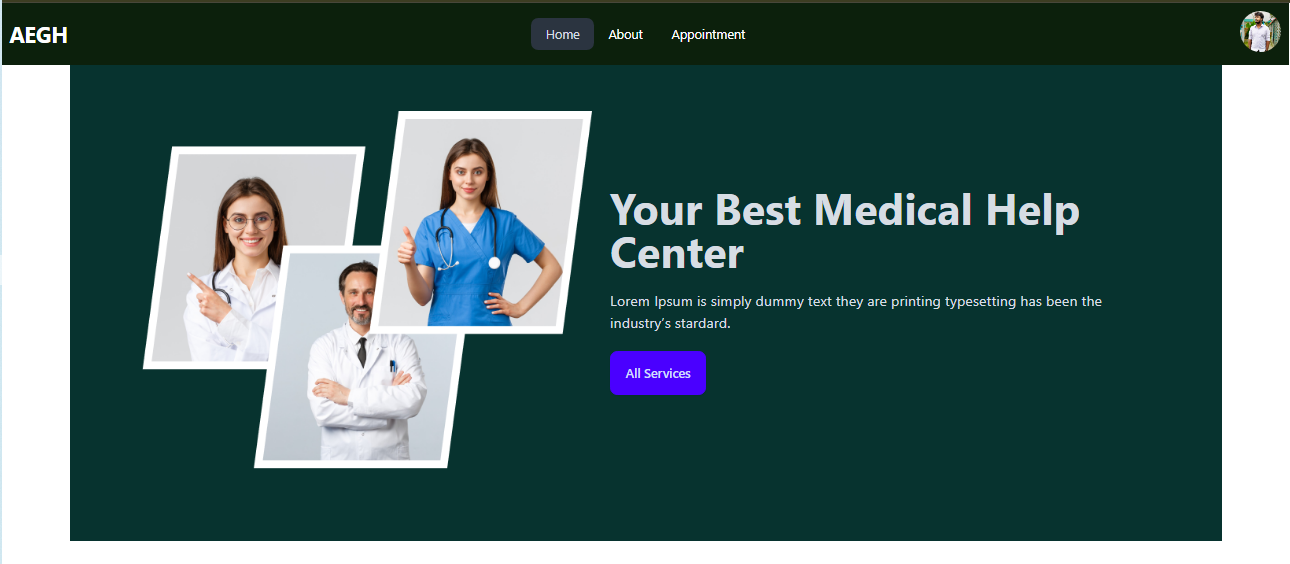 AEGH
Home
About
Appointment
Your Best Medical Help
Center
Lorem Ipsum is simply dummy text they are printing typesetting has been the
industry’s stardard.
All Services